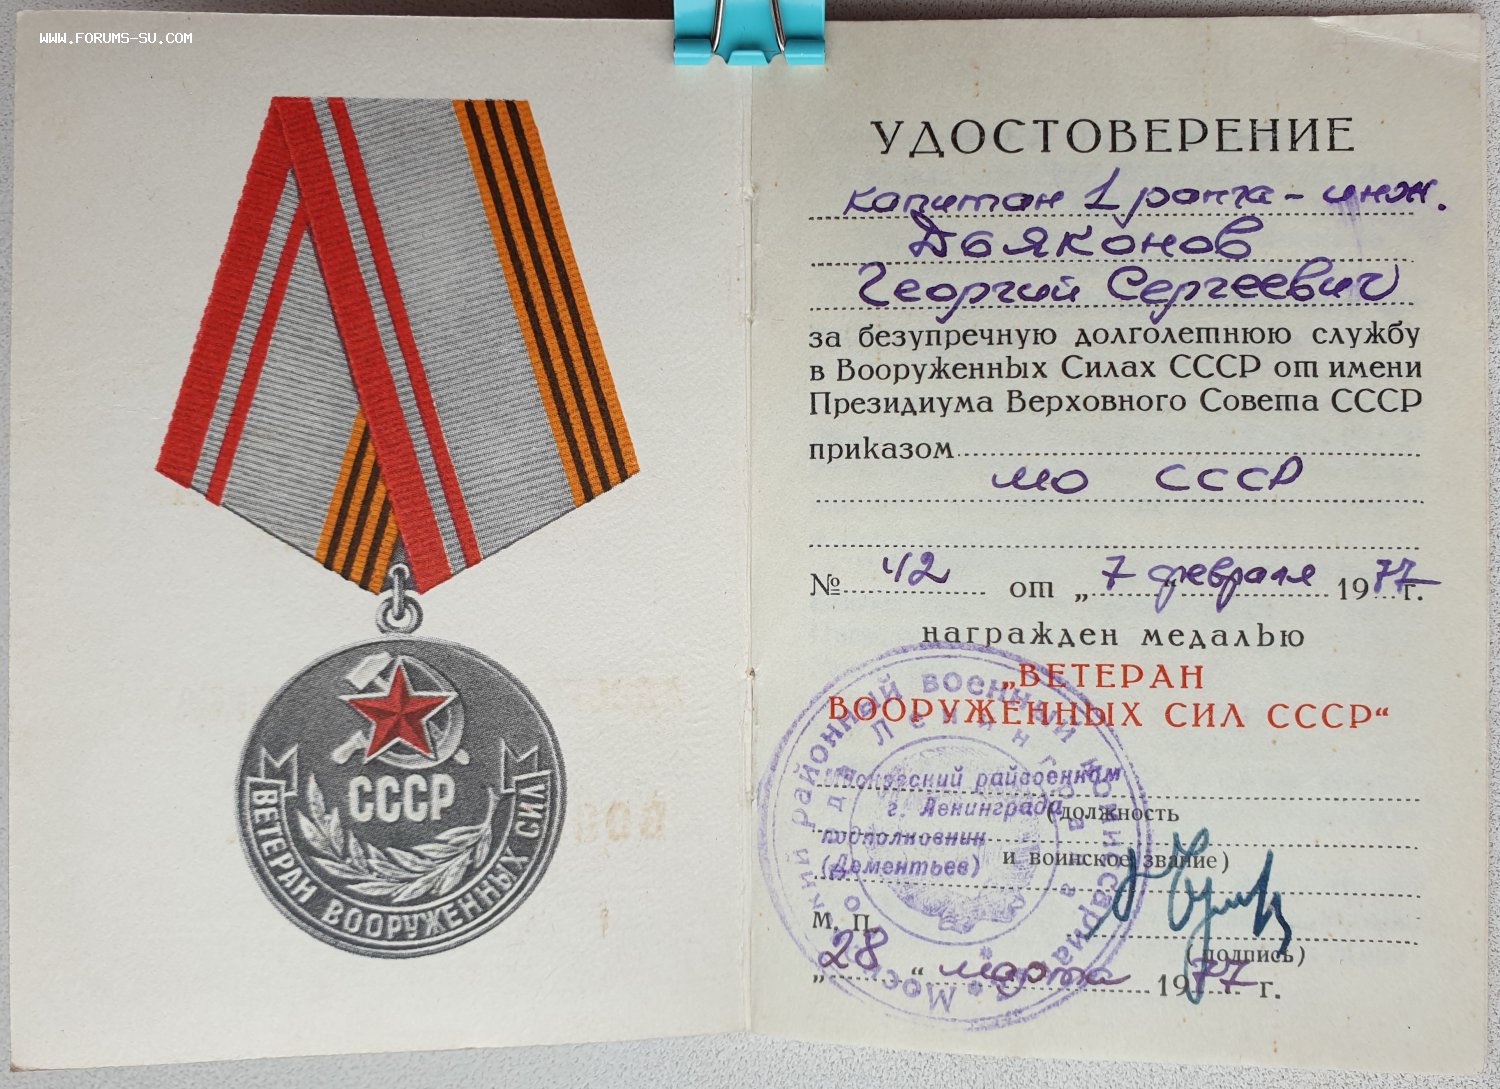 WWW.FORUMS-SU.COM
СССР
ВЕТЕРАН ВООРУЖЕННЫХ СИЛ
УДОСТОВЕРЕНИЕ
капитан 1 ранга - инж.
Дьяконов
Георгий Сергеевич
за безупречную долголетнюю службу
в Вооруженных Силах СССР от имени
Президиума Верховного Совета СССР
приказом
МО СССР
№ 42 от „ 7 “ февраля 1977 г.
награжден медалью
„ВЕТЕРАН
ВООРУЖЕННЫХ СИЛ СССР“
районный военный комиссариат
города Ленинграда
райвоенком
г. Ленинграда
(должность
подполковник
и воинское звание)
(Дементьев)
М. П.
(подпись)
„ 28 “ марта 1977 г.